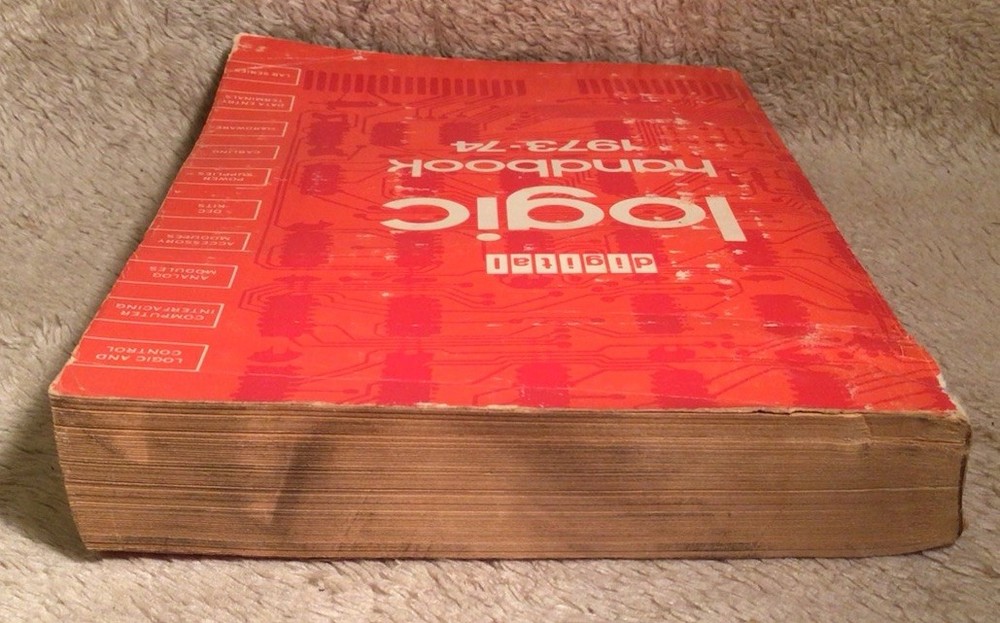 digital
logic
handbook
1973-74
LOGIC AND
CONTROL
COMPUTER
INTERFACING
ANALOG
MODULES
ACCESSORY
MODULES
DEC
KITS
POWER
SUPPLIES
CABLING
HARDWARE
DATA ENTRY
TERMINALS
LAB SERIES